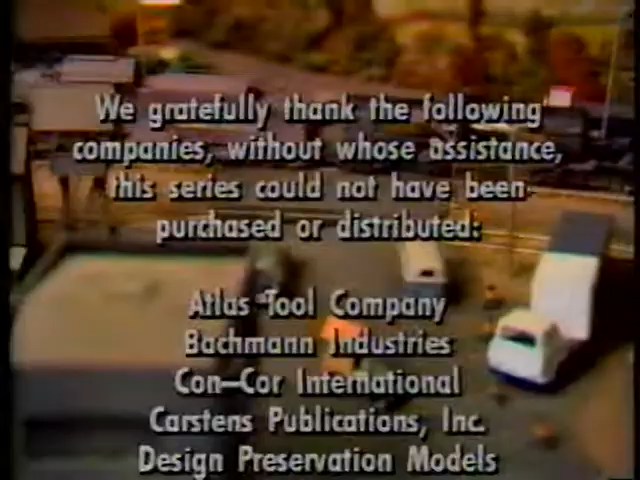 We gratefully thank the following
companies, without whose assistance,
this series could not have been
purchased or distributed:
Atlas Tool Company
Bachmann Industries
Con-Cor International
Carstens Publications, Inc.
Design Preservation Models